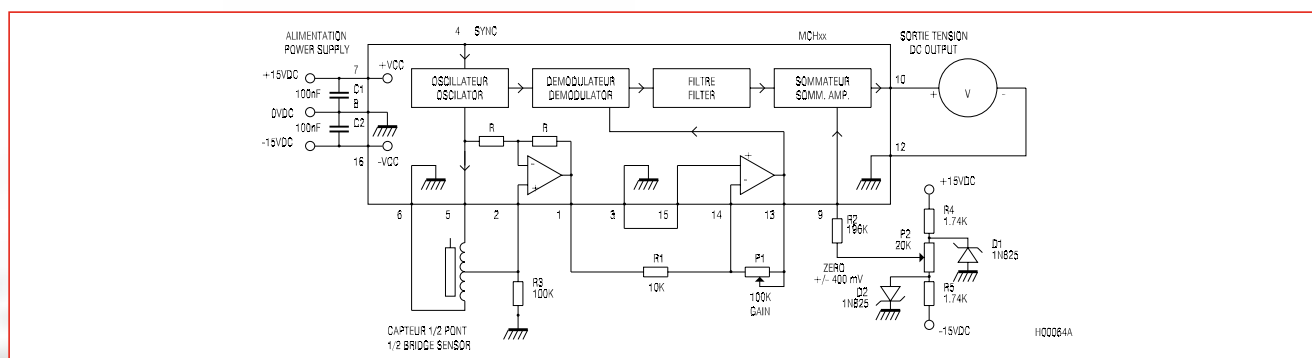 ALIMENTATION
POWER SUPPLY
4 SYNC
MCHxx
SORTIE TENSION
DC OUTPUT
7
+VCC
+15VDC
100nF
C1
8
0VDC
100nF
C2
-15VDC
16
-VCC
OSCILLATEUR
OSCILATOR
DEMODULATEUR
DEMODULATOR
FILTRE
FILTER
SOMMATEUR
SOMM. AMP.
10
+
V
-
12
R
R
-
+
+
-
6
5
2
1
3
15
14
13
9
+15VDC
R4
1.74K
R2
196K
P2
20K
D1
1N825
ZERO
+/- 400 mV
D2
1N825
R5
1.74K
-15VDC
R3
100K
R1
10K
P1
100K
GAIN
CAPTEUR 1/2 PONT
1/2 BRIDGE SENSOR
H00064A